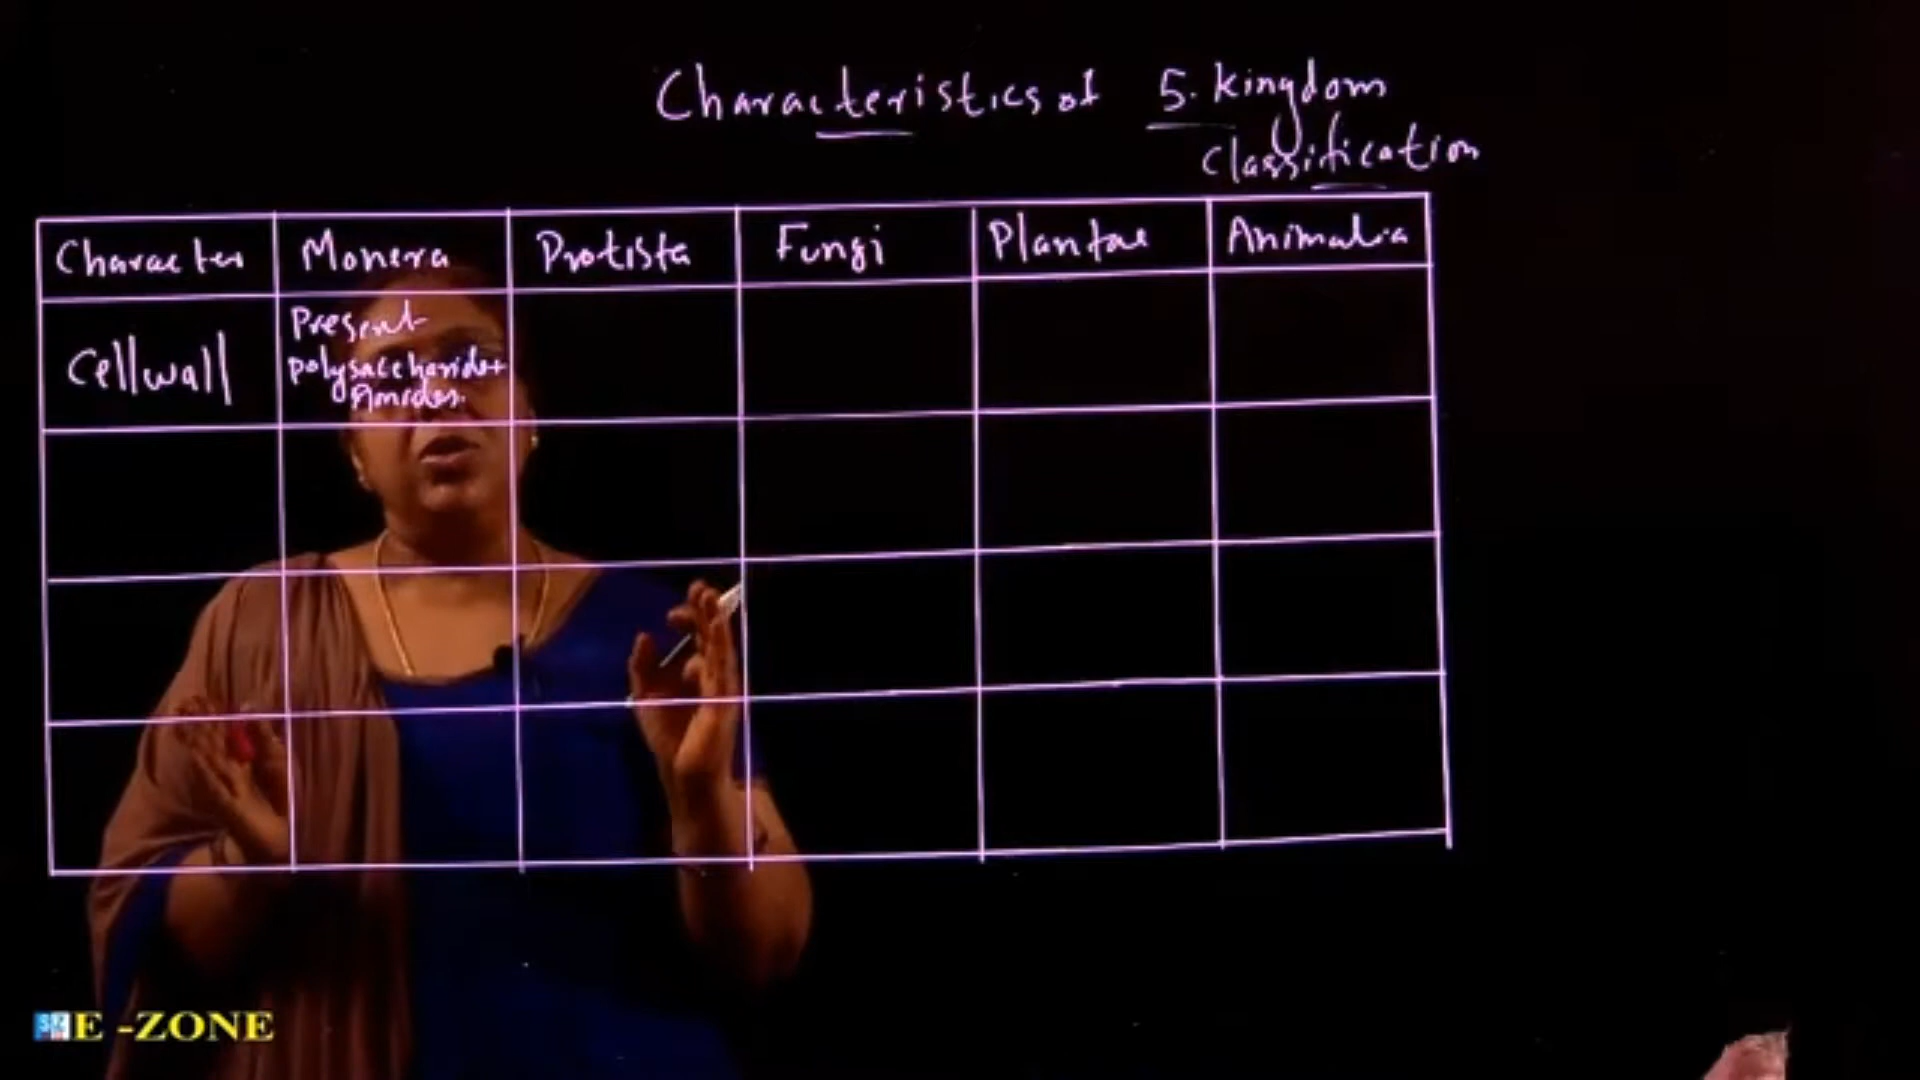 Characteristics of 5. Kingdom
Classification
Character Monera Protista Fungi Plantae Animalia
Cellwall
Present
polysaccharide+
Amides.
E -ZONE